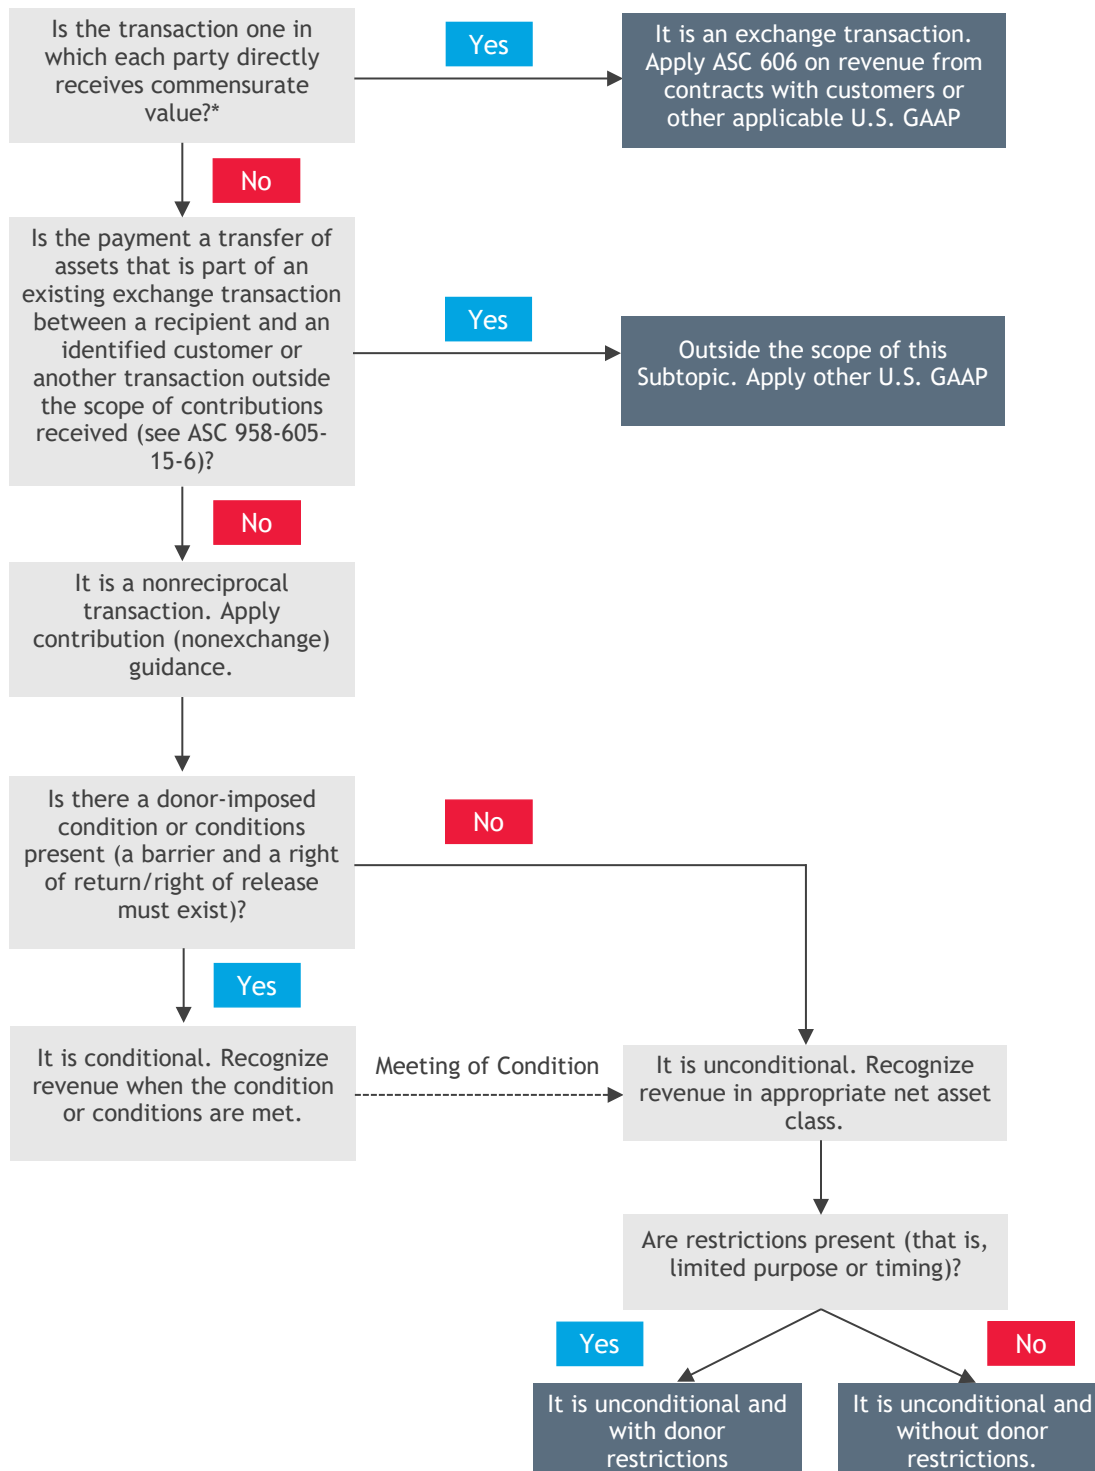 Is the transaction one in
which each party directly
receives commensurate
value?*
Yes
It is an exchange transaction.
Apply ASC 606 on revenue from
contracts with customers or
other applicable U.S. GAAP
No
Is the payment a transfer of
assets that is part of an
existing exchange transaction
between a recipient and an
identified customer or
another transaction outside
the scope of contributions
received (see ASC 958-605-
15-6)?
Yes
Outside the scope of this
Subtopic. Apply other U.S. GAAP
No
It is a nonreciprocal
transaction. Apply
contribution (nonexchange)
guidance.
Is there a donor-imposed
condition or conditions
present (a barrier and a right
of return/right of release
must exist)?
No
Yes
It is conditional. Recognize
revenue when the condition
or conditions are met.
Meeting of Condition
It is unconditional. Recognize
revenue in appropriate net asset
class.
Are restrictions present (that is,
limited purpose or timing)?
Yes
No
It is unconditional and
with donor
restrictions
It is unconditional and
without donor
restrictions.